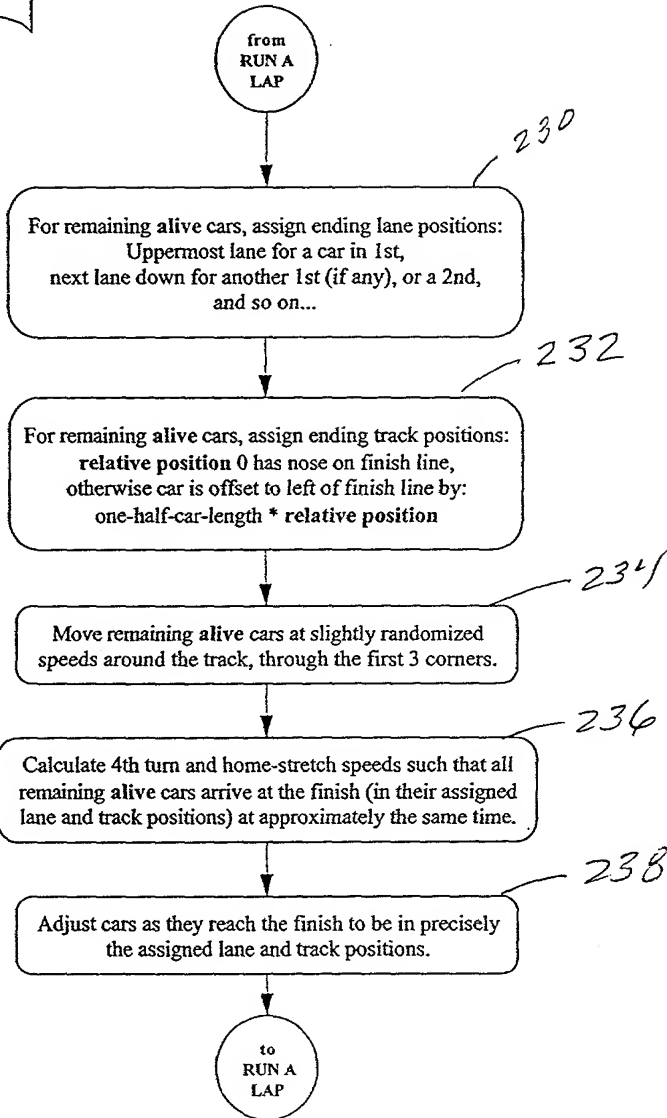 from
RUN A
LAP
230
For remaining alive cars, assign ending lane positions:
Uppermost lane for a car in 1st,
next lane down for another 1st (if any), or a 2nd,
and so on...
232
For remaining alive cars, assign ending track positions:
relative position 0 has nose on finish line,
otherwise car is offset to left of finish line by:
one-half-car-length * relative position
234
Move remaining alive cars at slightly randomized
speeds around the track, through the first 3 corners.
236
Calculate 4th turn and home-stretch speeds such that all
remaining alive cars arrive at the finish (in their assigned
lane and track positions) at approximately the same time.
238
Adjust cars as they reach the finish to be in precisely
the assigned lane and track positions.
to
RUN A
LAP